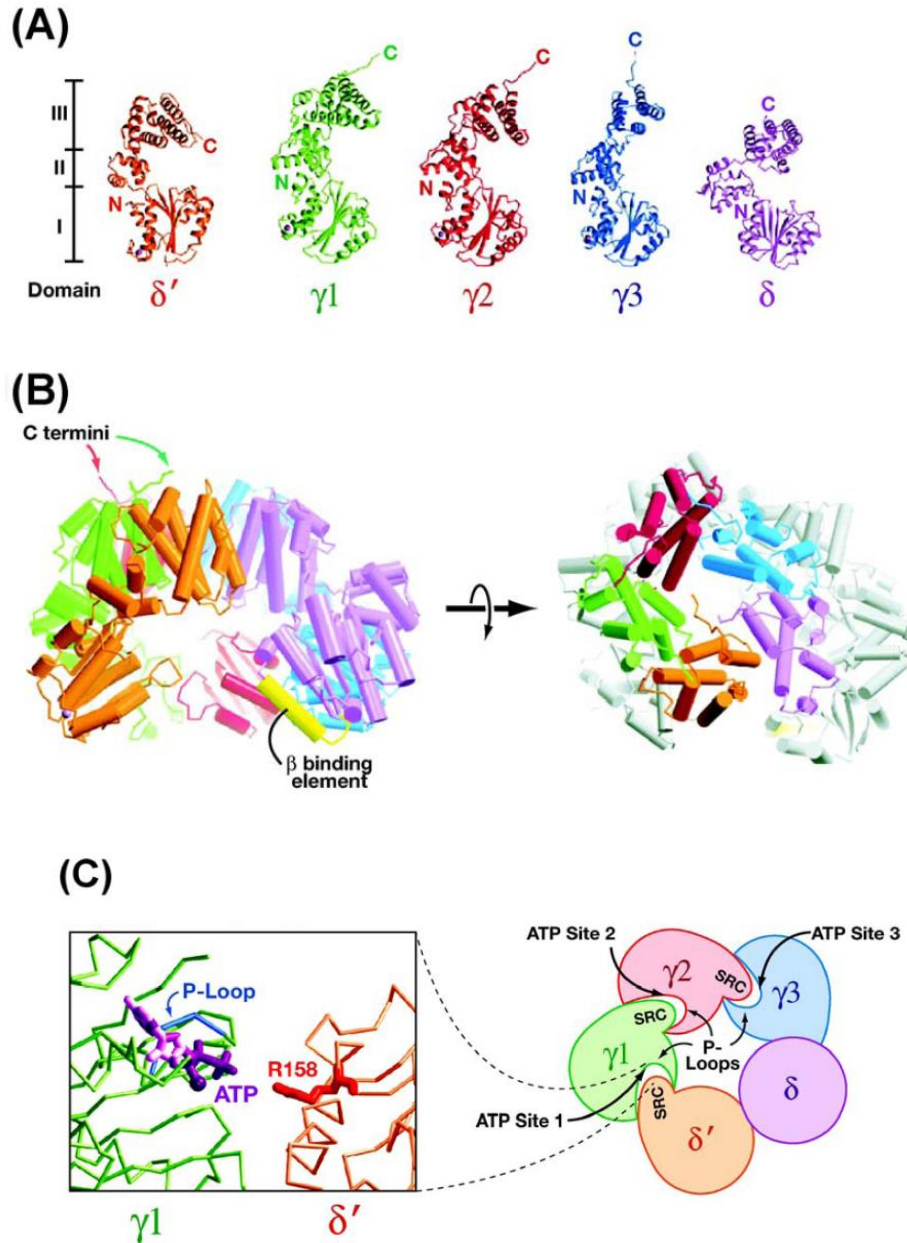 (A)
III
II
I
Domain
N
C
δ′
N
C
γ1
N
C
γ2
N
C
γ3
N
C
δ
(B)
C termini
β binding
element
(C)
P-Loop
ATP
R158
γ1
δ′
ATP Site 2
ATP Site 3
γ2
SRC
γ3
SRC
γ1
P-
Loops
ATP Site 1
SRC
δ
δ′